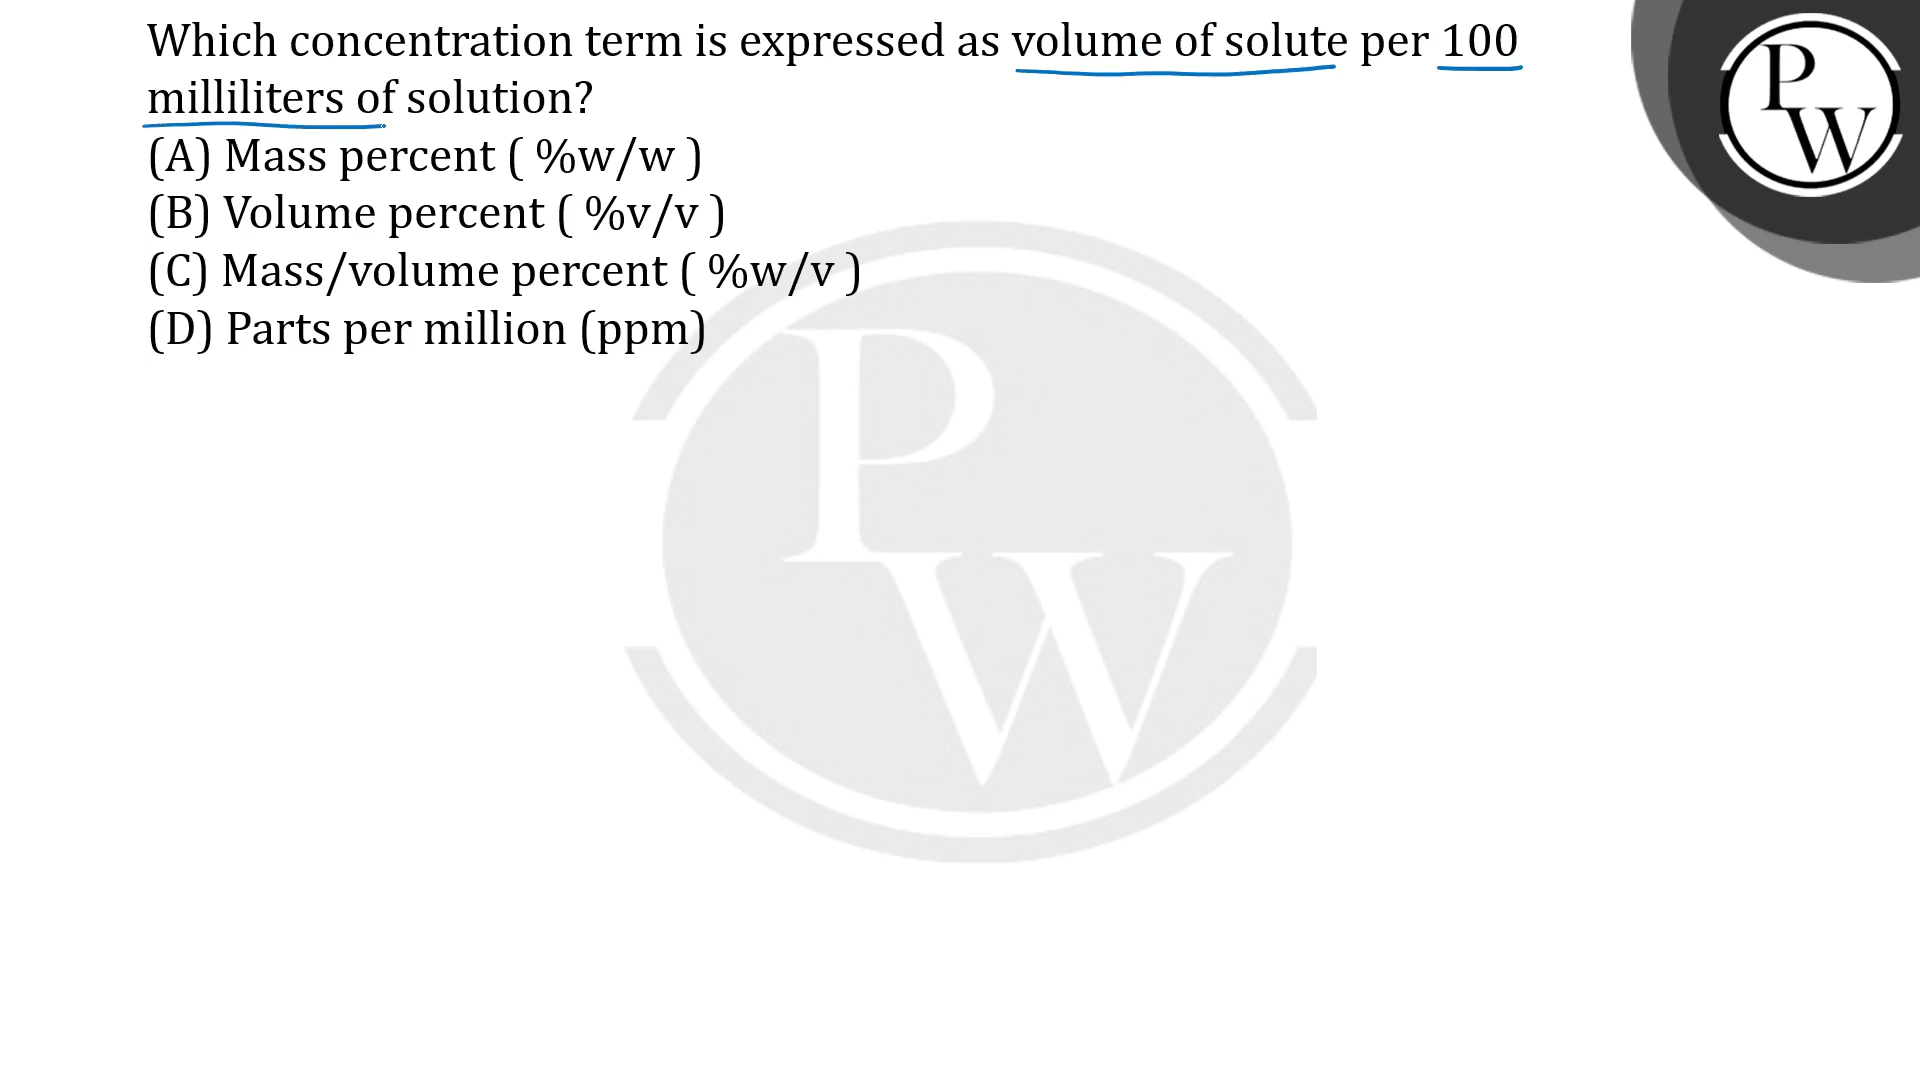 Which concentration term is expressed as volume of solute per 100
milliliters of solution?
(A) Mass percent ( %w/w )
(B) Volume percent ( %v/v )
(C) Mass/volume percent ( %w/v )
(D) Parts per million (ppm)
P
W
P
W